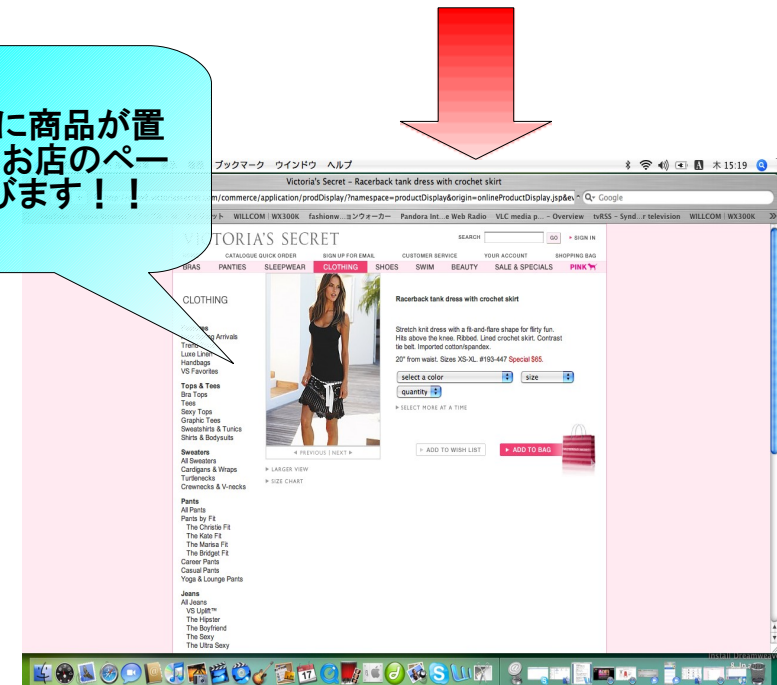 に商品が置
お店のペー
びます！！
ブックマーク ウインドウ ヘルプ
木 15:19
Victoria's Secret – Racerback tank dress with crochet skirt
m/commerce/application/prodDisplay/?namespace=productDisplay&origin=onlineProductDisplay.jsp&ev
Google
WILLCOM | WX300K fashionw...ョンウォーカー Pandora Int...e Web Radio VLC media p... – Overview tvRSS – Synd...r television WILLCOM | WX300K
VICTORIA'S SECRET
SEARCH GO SIGN IN
CATALOGUE QUICK ORDER SIGN UP FOR EMAIL CUSTOMER SERVICE YOUR ACCOUNT SHOPPING BAG
BRAS PANTIES SLEEPWEAR CLOTHING SHOES SWIM BEAUTY SALE & SPECIALS PINK
CLOTHING
Arrivals
Luxe Linen
Handbags
VS Favorites
Tops & Tees
Bra Tops
Tees
Sexy Tops
Graphic Tees
Sweatshirts & Tunics
Shirts & Bodysuits
Sweaters
All Sweaters
Cardigans & Wraps
Turtlenecks
Crewnecks & V-necks
Pants
All Pants
Pants by Fit
The Christie Fit
The Kate Fit
The Marisa Fit
The Bridget Fit
Career Pants
Casual Pants
Yoga & Lounge Pants
Jeans
All Jeans
VS Uplift™
The Hipster
The Boyfriend
The Sexy
The Ultra Sexy
PREVIOUS | NEXT
LARGER VIEW
SIZE CHART
Racerback tank dress with crochet skirt
Stretch knit dress with a fit-and-flare shape for flirty fun.
Hits above the knee. Ribbed. Lined crochet skirt. Contrast
tie belt. Imported cotton/spandex.
20" from waist. Sizes XS-XL. #193-447 Special $65.
select a color size
quantity
SELECT MORE AT A TIME
ADD TO WISH LIST ADD TO BAG
Install Dreamweav